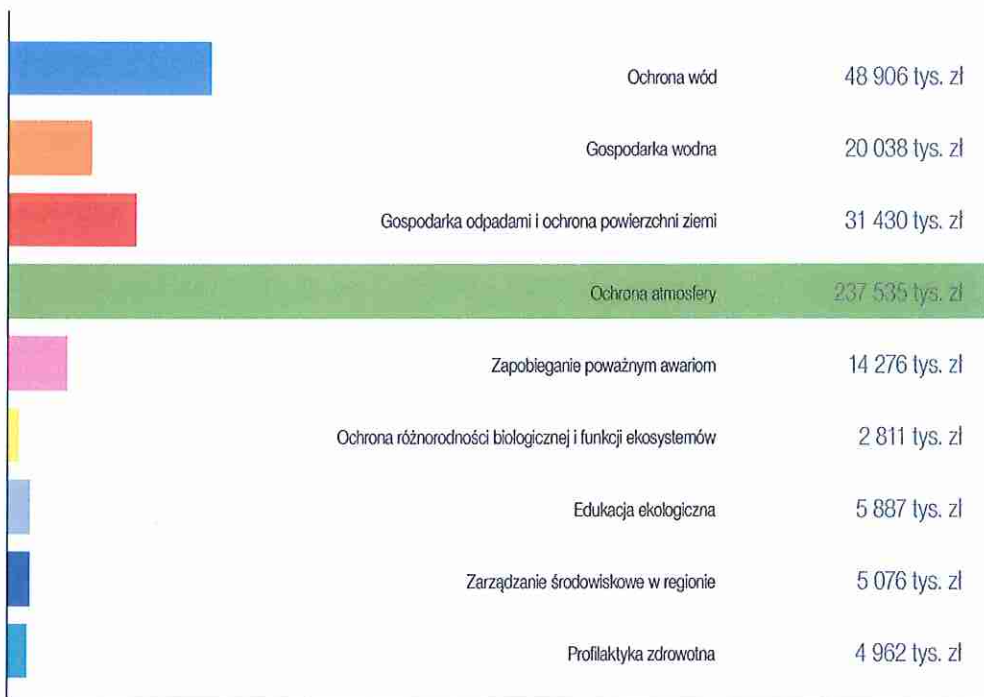 Ochrona wód 48 906 tys. zł
Gospodarka wodna 20 038 tys. zł
Gospodarka odpadami i ochrona powierzchni ziemi 31 430 tys. zł
Ochrona atmosfery 237 535 tys. zł
Zapobieganie poważnym awariom 14 276 tys. zł
Ochrona różnorodności biologicznej i funkcji ekosystemów 2 811 tys. zł
Edukacja ekologiczna 5 887 tys. zł
Zarządzanie środowiskowe w regionie 5 076 tys. zł
Profilaktyka zdrowotna 4 962 tys. zł